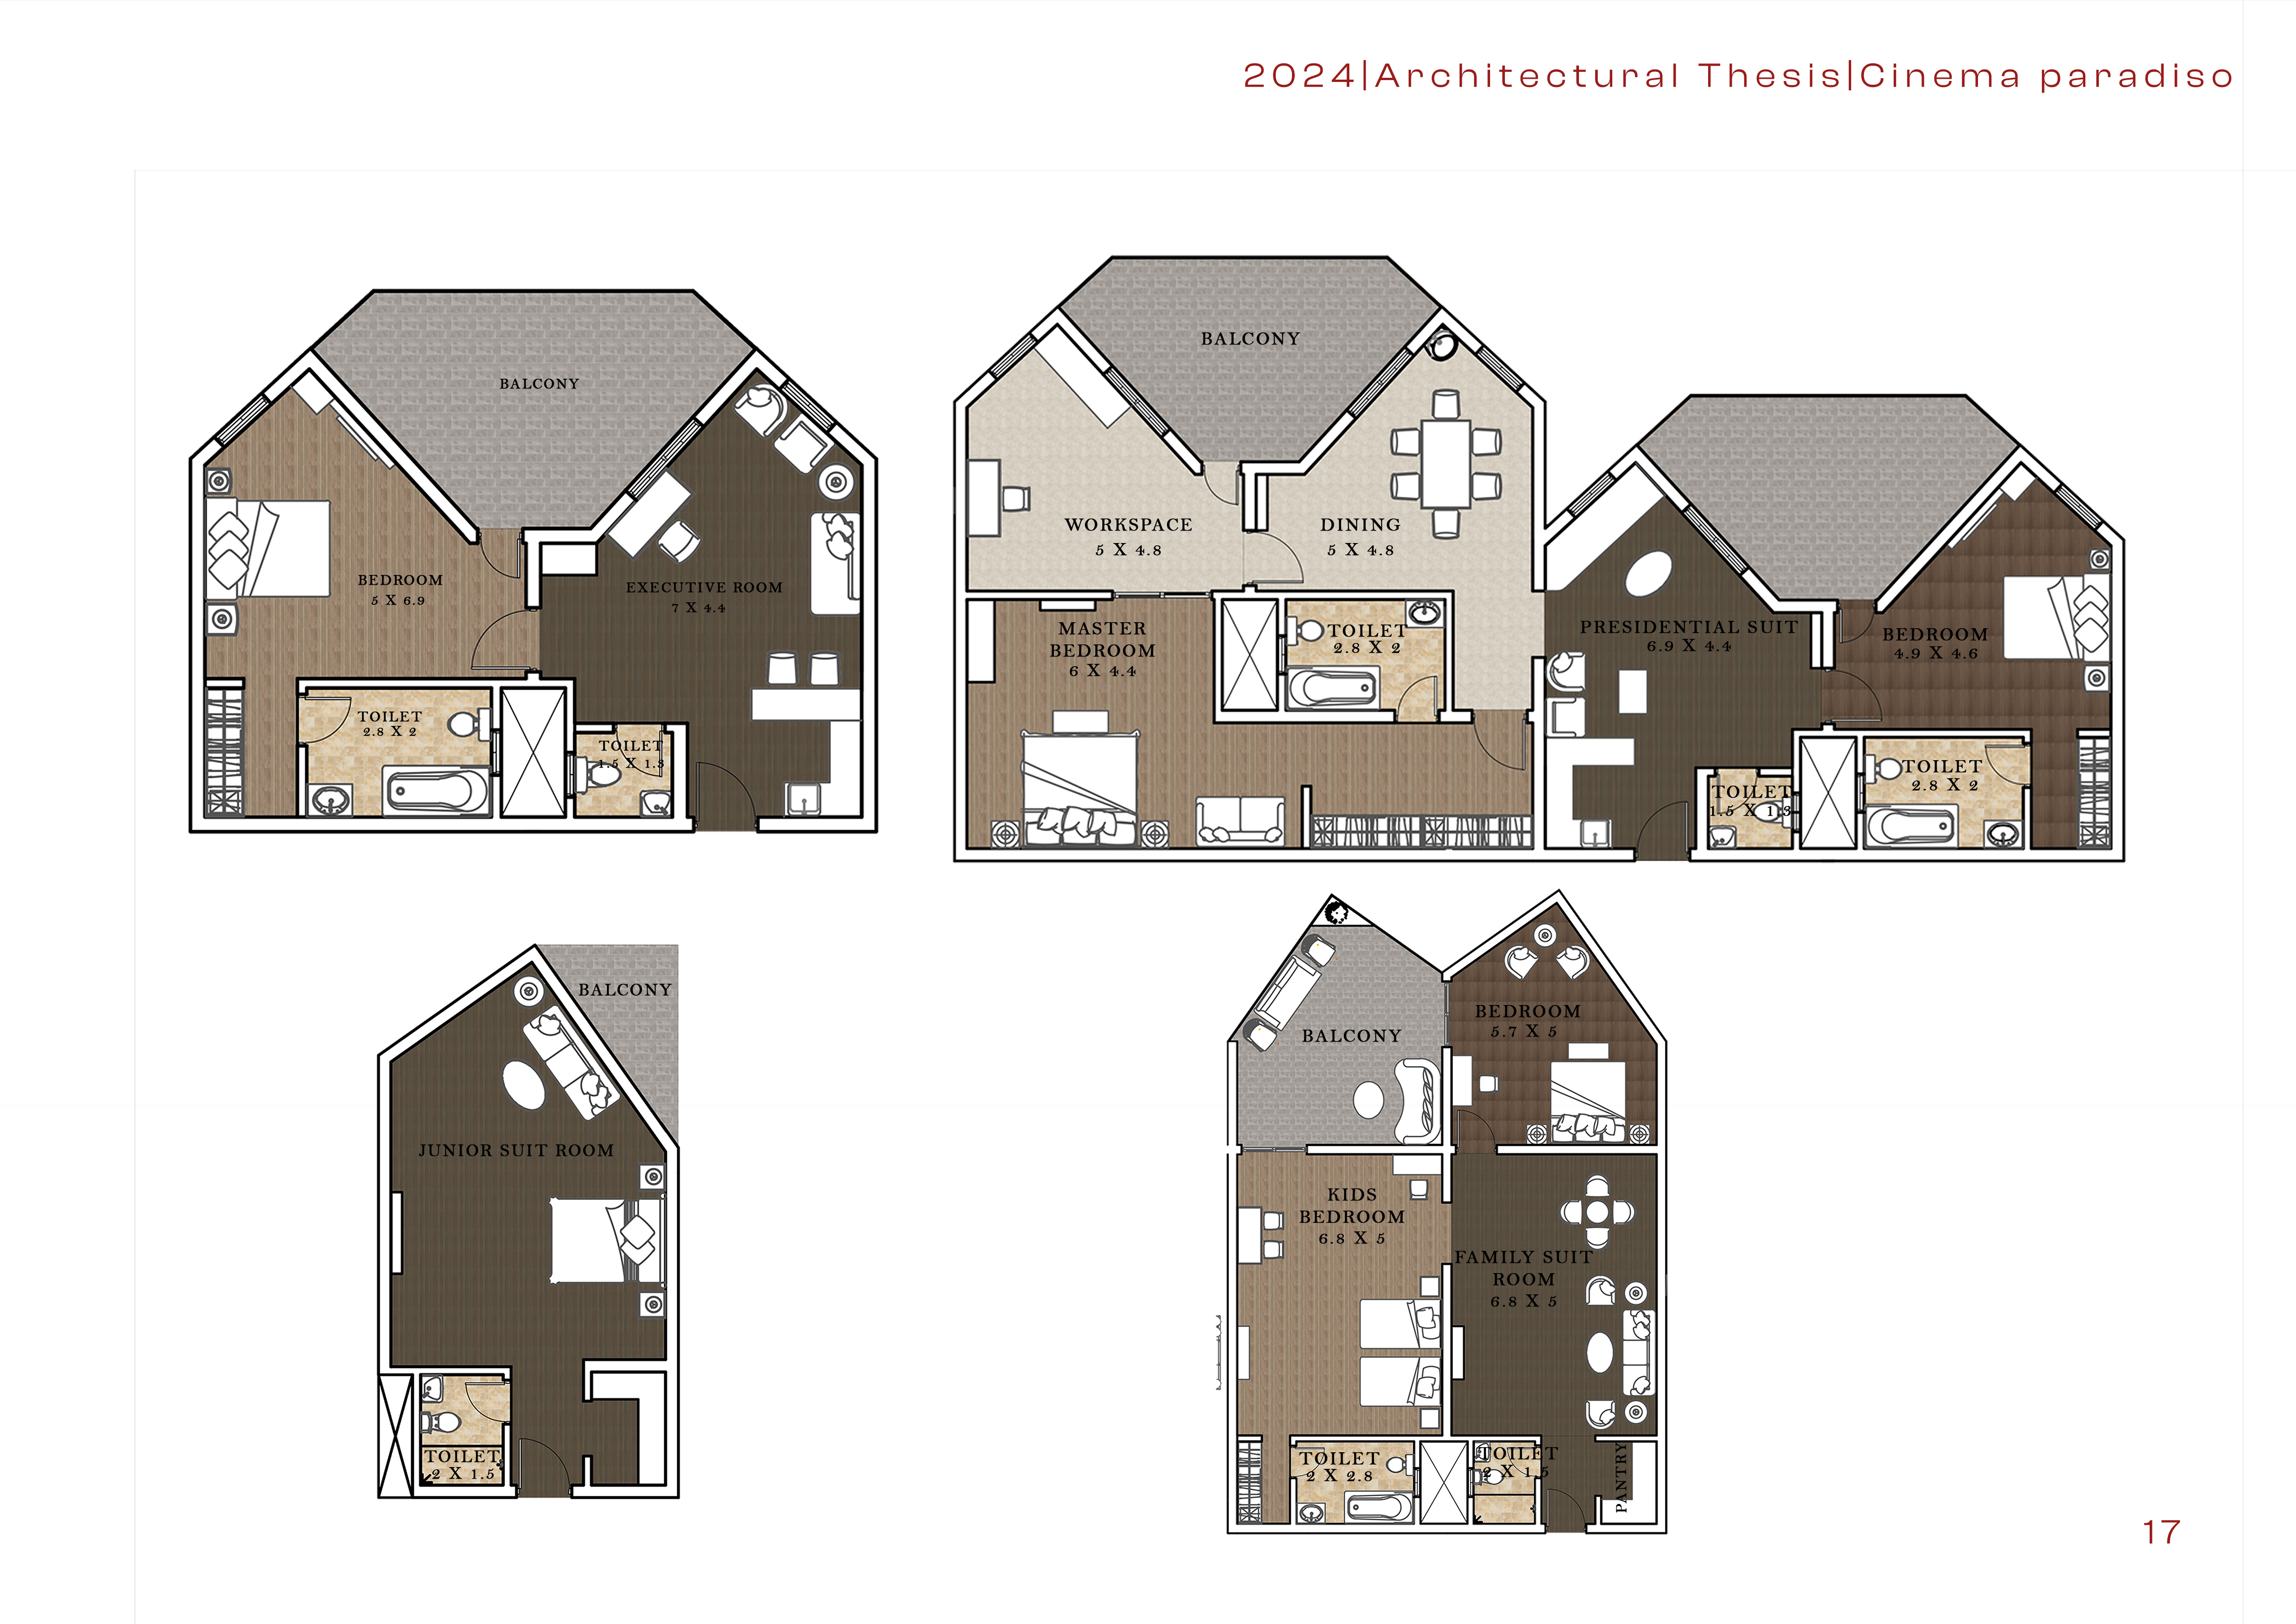 2024|Architectural Thesis|Cinema paradiso
BALCONY
BEDROOM
5 X 6.9
EXECUTIVE ROOM
7 X 4.4
TOILET
2.8 X 2
TOILET
1.5 X 1.3
BALCONY
WORKSPACE
5 X 4.8
DINING
5 X 4.8
MASTER
BEDROOM
6 X 4.4
TOILET
2.8 X 2
PRESIDENTIAL SUIT
6.9 X 4.4
BEDROOM
4.9 X 4.6
TOILET
1.5 X 1.3
TOILET
2.8 X 2
BALCONY
JUNIOR SUIT ROOM
TOILET
2 X 1.5
BALCONY
BEDROOM
5.7 X 5
KIDS
BEDROOM
6.8 X 5
FAMILY SUIT
ROOM
6.8 X 5
TOILET
2 X 2.8
TOILET
2 X 1.5
PANTRY
17